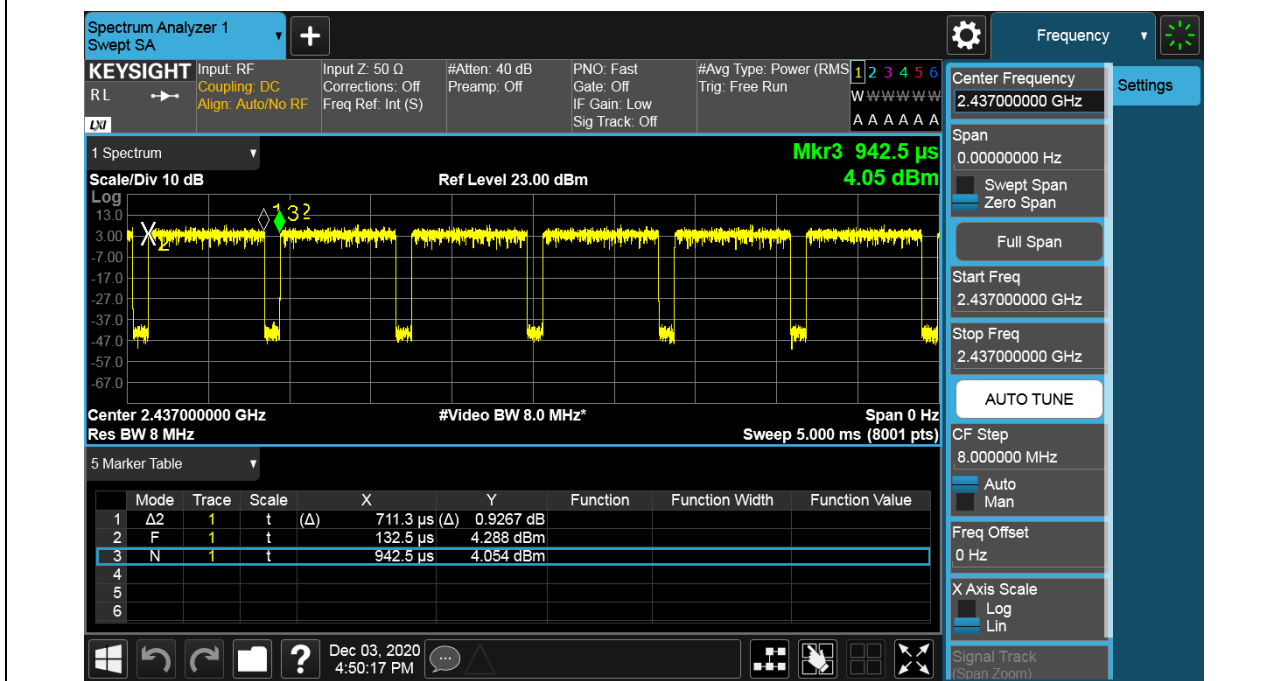 Spectrum Analyzer 1
Swept SA
Frequency
KEYSIGHT
RL
LXI
Input: RF
Coupling: DC
Align: Auto/No RF
Input Z: 50 Ω
Corrections: Off
Freq Ref: Int (S)
#Atten: 40 dB
Preamp: Off
PNO: Fast
Gate: Off
IF Gain: Low
Sig Track: Off
#Avg Type: Power (RMS
Trig: Free Run
1 2 3 4 5 6
W W W W W W
A A A A A A
1 Spectrum
Mkr3 942.5 µs
Scale/Div 10 dB
Ref Level 23.00 dBm
4.05 dBm
Log
13.0
3.00
-7.00
-17.0
-27.0
-37.0
-47.0
-57.0
-67.0
X2
Center 2.437000000 GHz
#Video BW 8.0 MHz*
Span 0 Hz
Res BW 8 MHz
Sweep 5.000 ms (8001 pts)
5 Marker Table
Mode Trace Scale X Y Function Function Width Function Value
1 Δ2 1 t (Δ) 711.3 µs (Δ) 0.9267 dB
2 F 1 t 132.5 µs 4.288 dBm
3 N 1 t 942.5 µs 4.054 dBm
4
5
6
?
Dec 03, 2020
4:50:17 PM
Center Frequency
2.437000000 GHz
Settings
Span
0.00000000 Hz
Swept Span
Zero Span
Full Span
Start Freq
2.437000000 GHz
Stop Freq
2.437000000 GHz
AUTO TUNE
CF Step
8.000000 MHz
Auto
Man
Freq Offset
0 Hz
X Axis Scale
Log
Lin
Signal Track
(Span Zoom)